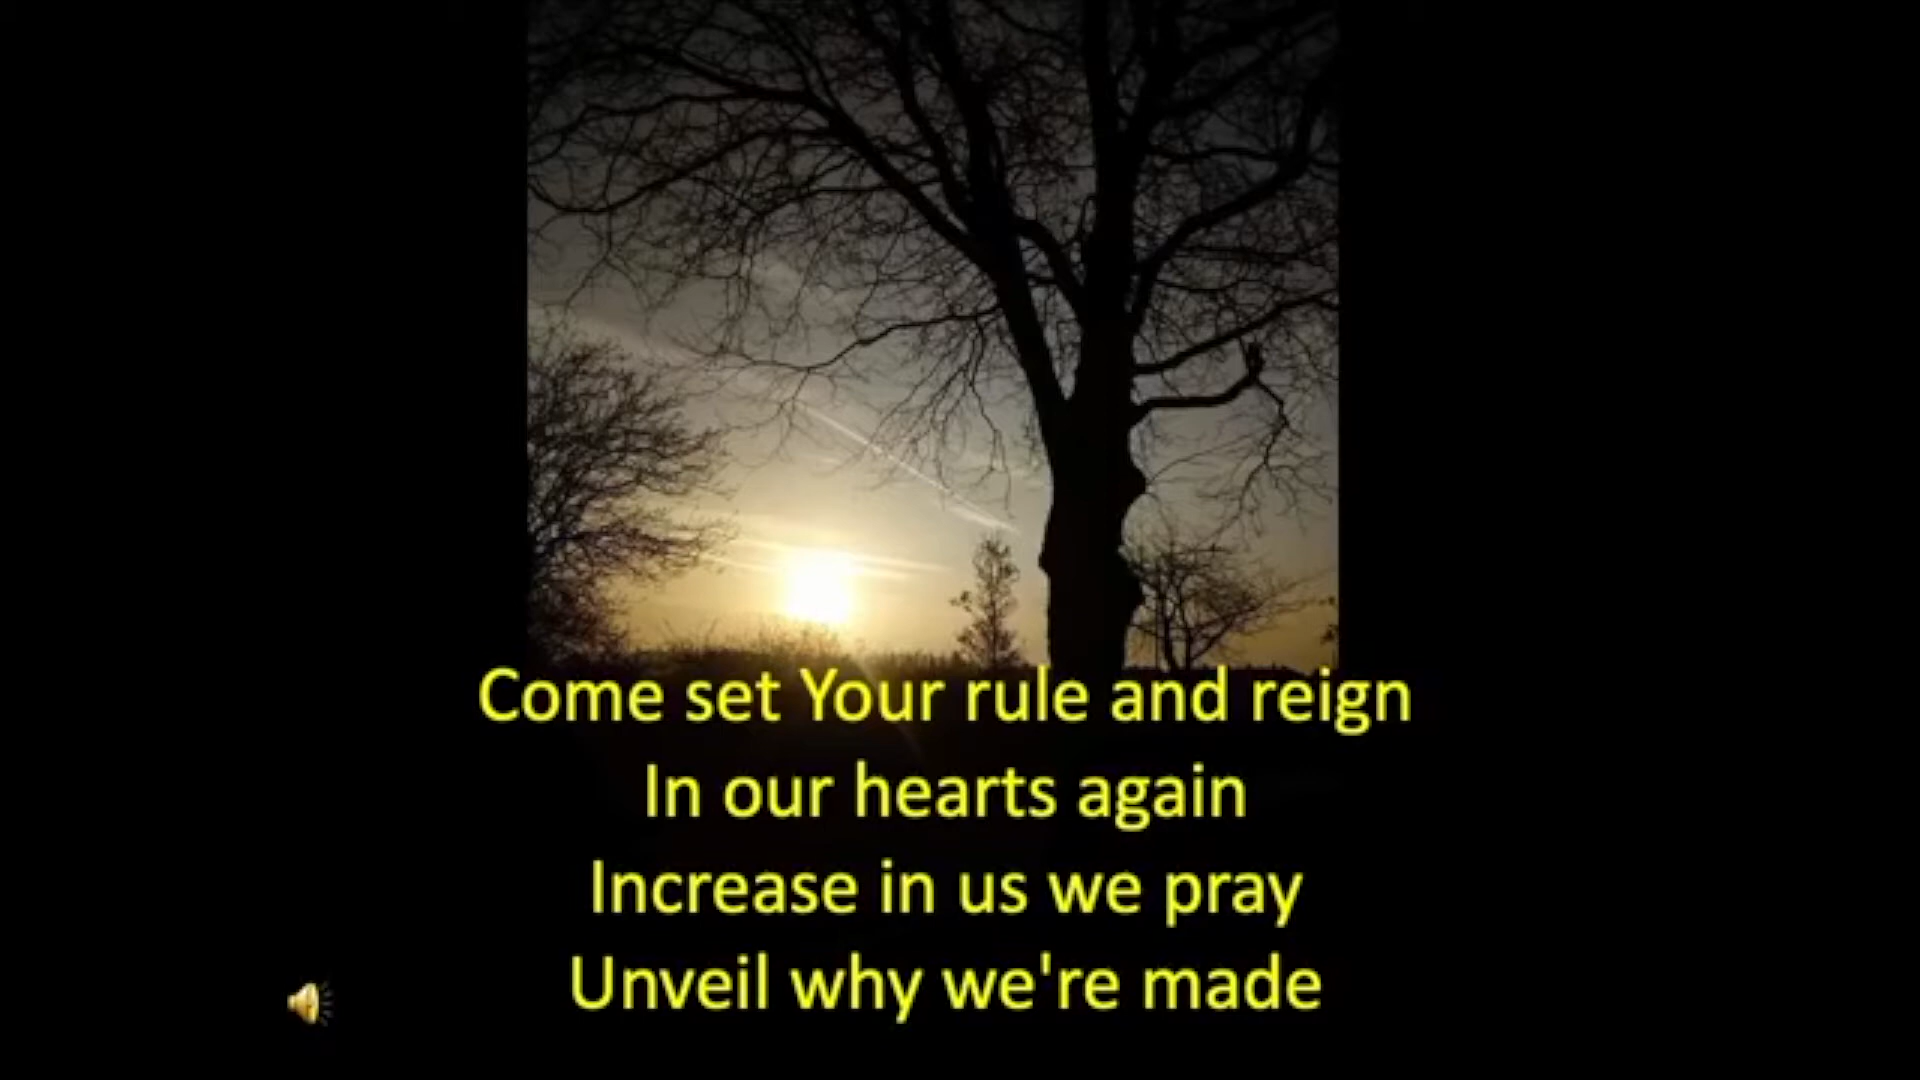 Come set Your rule and reign
In our hearts again
Increase in us we pray
Unveil why we're made